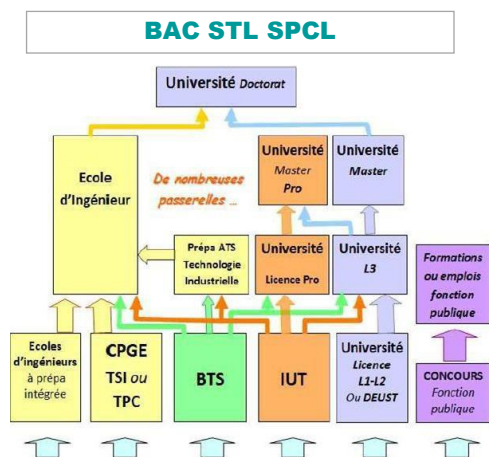 BAC STL SPCL
Université Doctorat
Ecole
d'Ingénieur
De nombreuses
passerelles ...
Université
Master
Pro
Université
Master
Prépa ATS
Technologie
Industrielle
Université
Licence Pro
Université
L3
Formations
ou emplois
fonction
publique
Ecoles
d'ingénieurs
à prépa
intégrée
CPGE
TSI ou
TPC
BTS
IUT
Université
Licence
L1-L2
Ou DEUST
CONCOURS
Fonction
publique